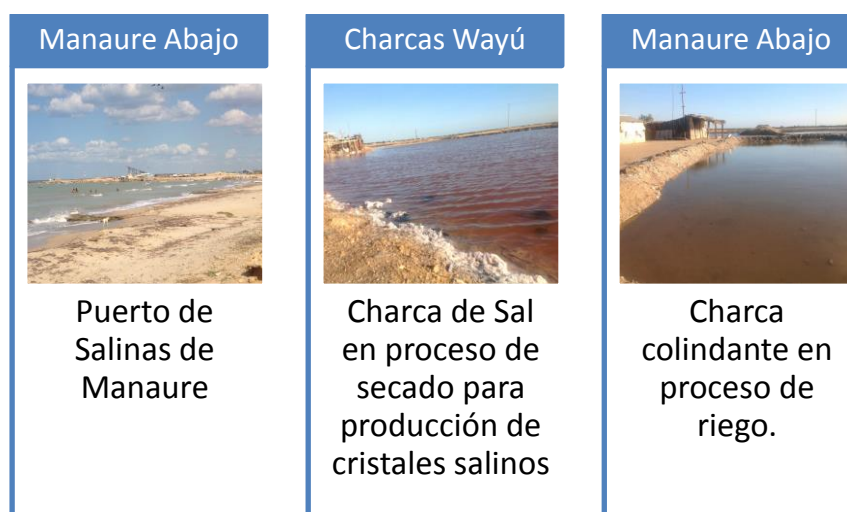 Manaure Abajo
Puerto de
Salinas de
Manaure
Charcas Wayú
Charca de Sal
en proceso de
secado para
producción de
cristales salinos
Manaure Abajo
Charca
colindante en
proceso de
riego.